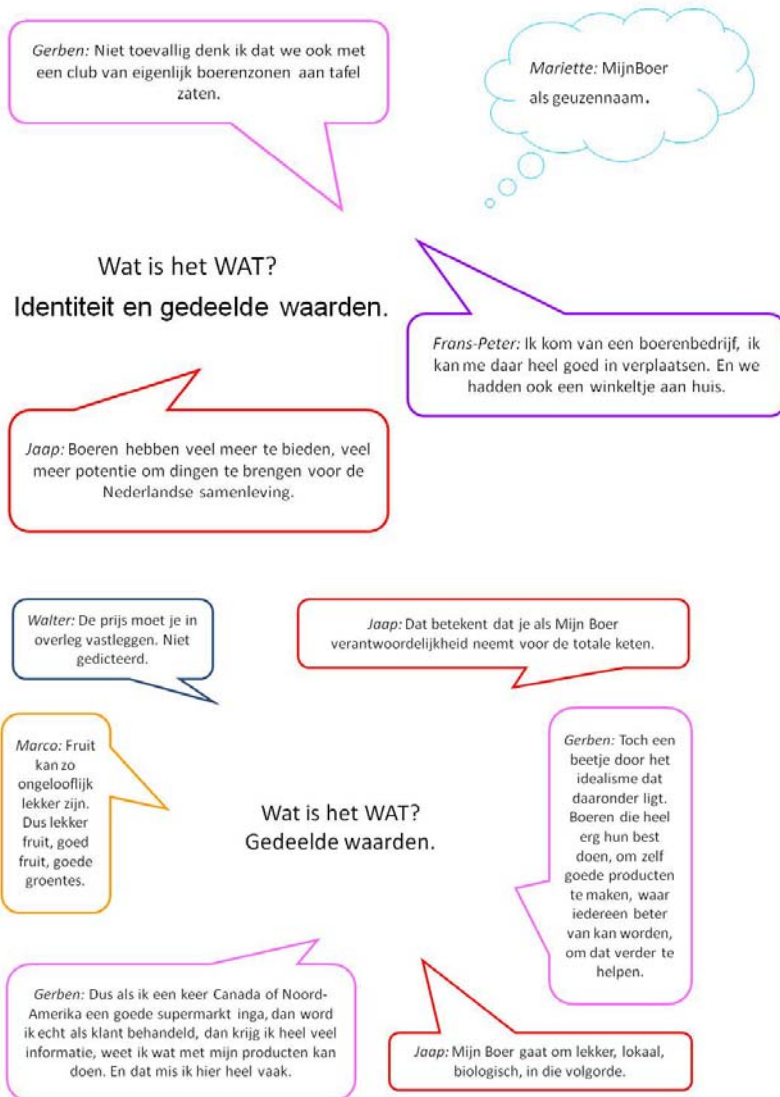 Gerben: Niet toevallig denk ik dat we ook met
een club van eigenlijk boerenzonen aan tafel
zaten.
Mariette: MijnBoer
als geuzennaam.
Wat is het WAT?
Identiteit en gedeelde waarden.
Frans-Peter: Ik kom van een boerenbedrijf, ik
kan me daar heel goed in verplaatsen. En we
hadden ook een winkeltje aan huis.
Jaap: Boeren hebben veel meer te bieden, veel
meer potentie om dingen te brengen voor de
Nederlandse samenleving.
Walter: De prijs moet je in
overleg vastleggen. Niet
gedicteerd.
Jaap: Dat betekent dat je als Mijn Boer
verantwoordelijkheid neemt voor de totale keten.
Marco: Fruit
kan zo
ongelooflijk
lekker zijn.
Dus lekker
fruit, goed
fruit, goede
groentes.
Wat is het WAT?
Gedeelde waarden.
Gerben: Toch een
beetje door het
idealisme dat
daaronder ligt.
Boeren die heel
erg hun best
doen, om zelf
goede producten
te maken, waar
iedereen beter
van kan worden,
om dat verder te
helpen.
Gerben: Dus als ik een keer Canada of Noord-
Amerika een goede supermarkt inga, dan word
ik echt als klant behandeld, dan krijg ik heel veel
informatie, weet ik wat met mijn producten kan
doen. En dat mis ik hier heel vaak.
Jaap: Mijn Boer gaat om lekker, lokaal,
biologisch, in die volgorde.